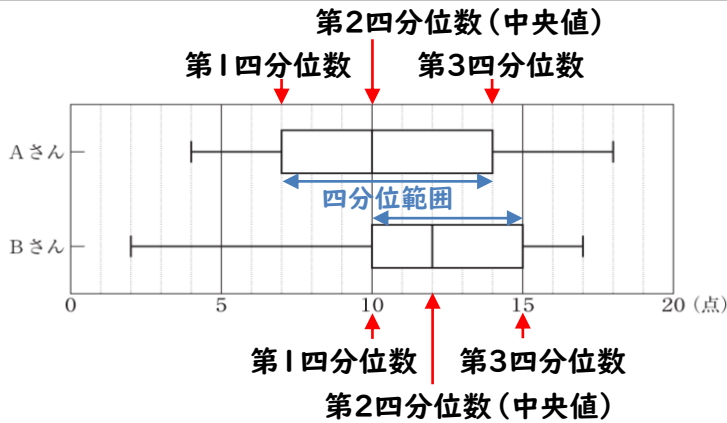 第2四分位数(中央値)
第1四分位数
第3四分位数
Aさん
四分位範囲
Bさん
0 5 10 15 20 (点)
第1四分位数
第3四分位数
第2四分位数(中央値)